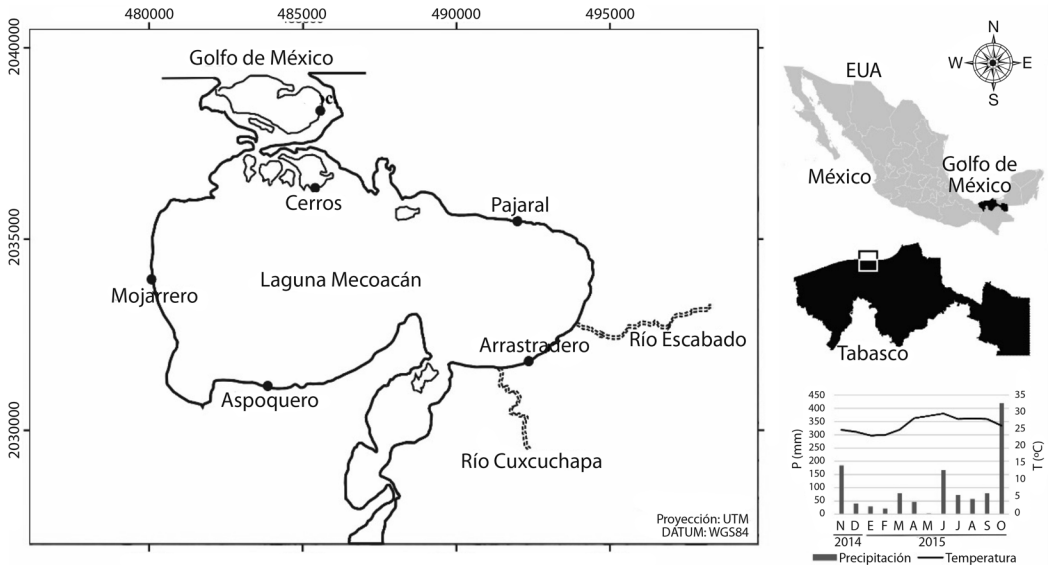 480000 485000 490000 495000
2040000
2035000
2030000
Golfo de México
c
Cerros
Pajaral
Laguna Mecoacán
Mojarrero
Arrastradero
Río Escabado
Aspoquero
Río Cuxcuchapa
Proyección: UTM
DATUM: WGS84
N
W E
S
EUA
México
Golfo de
México
Tabasco
P (mm)
450
400
350
300
250
200
150
100
50
0
35
30
25
20
15
10
5
0
T (ºC)
N D E F M A M J J A S O
2014 2015
Precipitación Temperatura